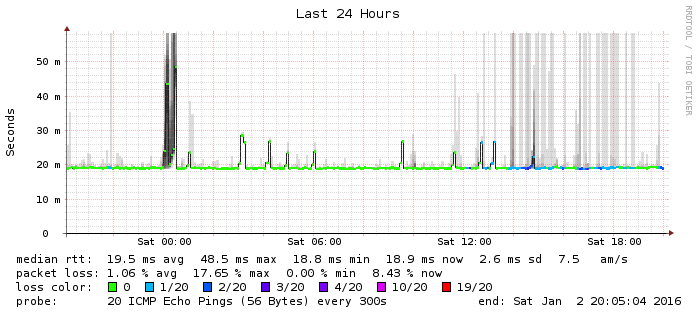 Last 24 Hours
RRDTOOL / TOBI OETIKER
Seconds
50 m
40 m
30 m
20 m
10 m
0
Sat 00:00 Sat 06:00 Sat 12:00 Sat 18:00
median rtt: 19.5 ms avg 48.5 ms max 18.8 ms min 18.9 ms now 2.6 ms sd 7.5 am/s
packet loss: 1.06 % avg 17.65 % max 0.00 % min 8.43 % now
loss color: 0 1/20 2/20 3/20 4/20 10/20 19/20
probe: 20 ICMP Echo Pings (56 Bytes) every 300s end: Sat Jan 2 20:05:04 2016